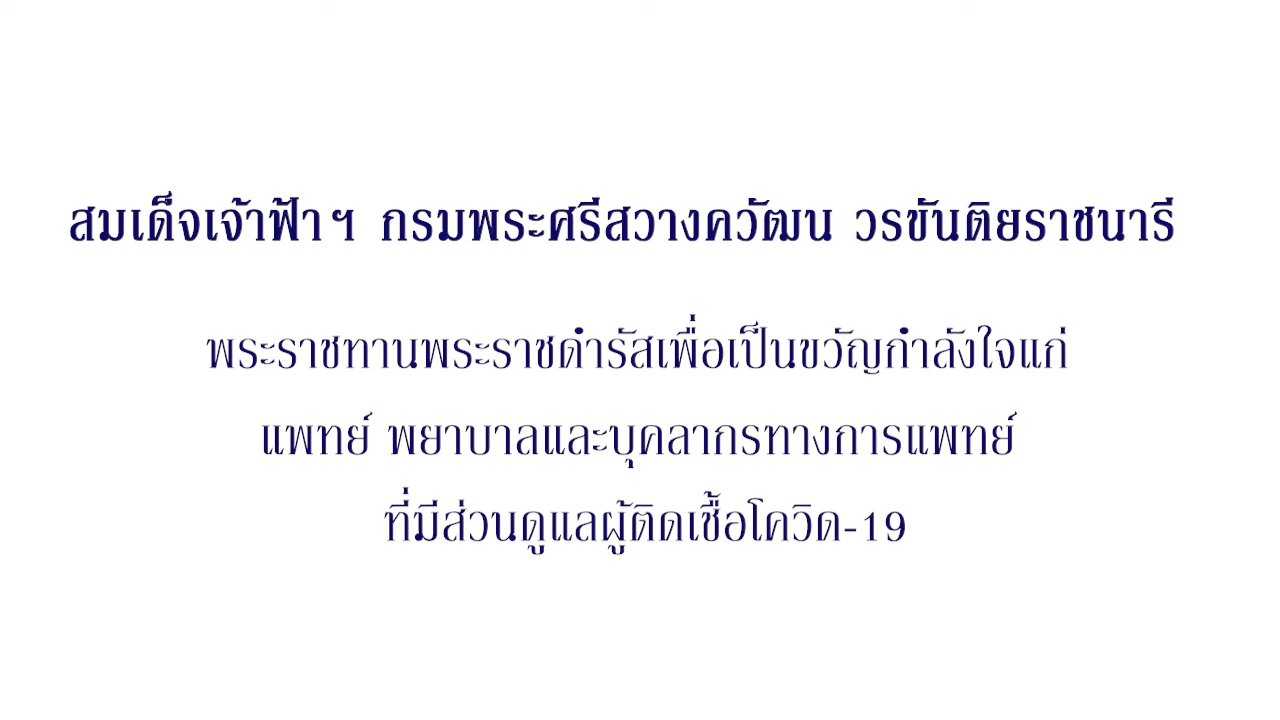 สมเด็จเจ้าฟ้าฯ กรมพระศรีสวางควัฒน วรขัตติยราชนารี
พระราชทานพระราชดำรัสเพื่อเป็นขวัญกำลังใจแก่
แพทย์ พยาบาลและบุคลากรทางการแพทย์
ที่มีส่วนดูแลผู้ติดเชื้อโควิด-19